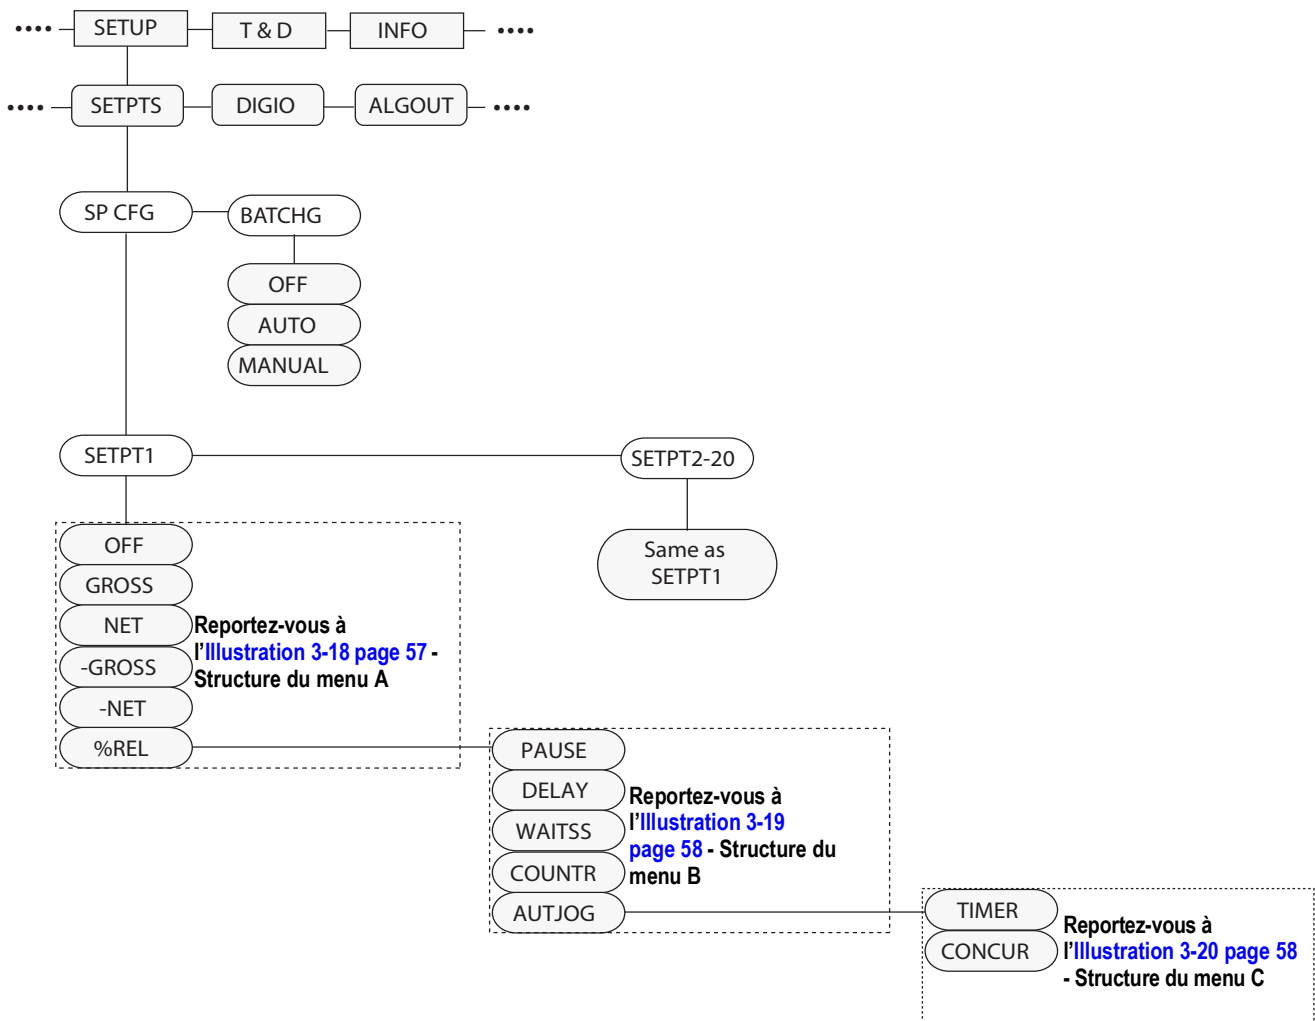 •••• SETUP T & D INFO ••••
•••• SETPTS DIGIO ALGOUT ••••
SP CFG BATCHG
OFF
AUTO
MANUAL
SETPT1 SETPT2-20
Same as
SETPT1
OFF
GROSS
NET
-GROSS
-NET
%REL
Reportez-vous à
l’Illustration 3-18 page 57 -
Structure du menu A
PAUSE
DELAY
WAITSS
COUNTR
AUTJOG
Reportez-vous à
l’Illustration 3-19
page 58 - Structure du
menu B
TIMER
CONCUR
Reportez-vous à
l’Illustration 3-20 page 58
- Structure du menu C